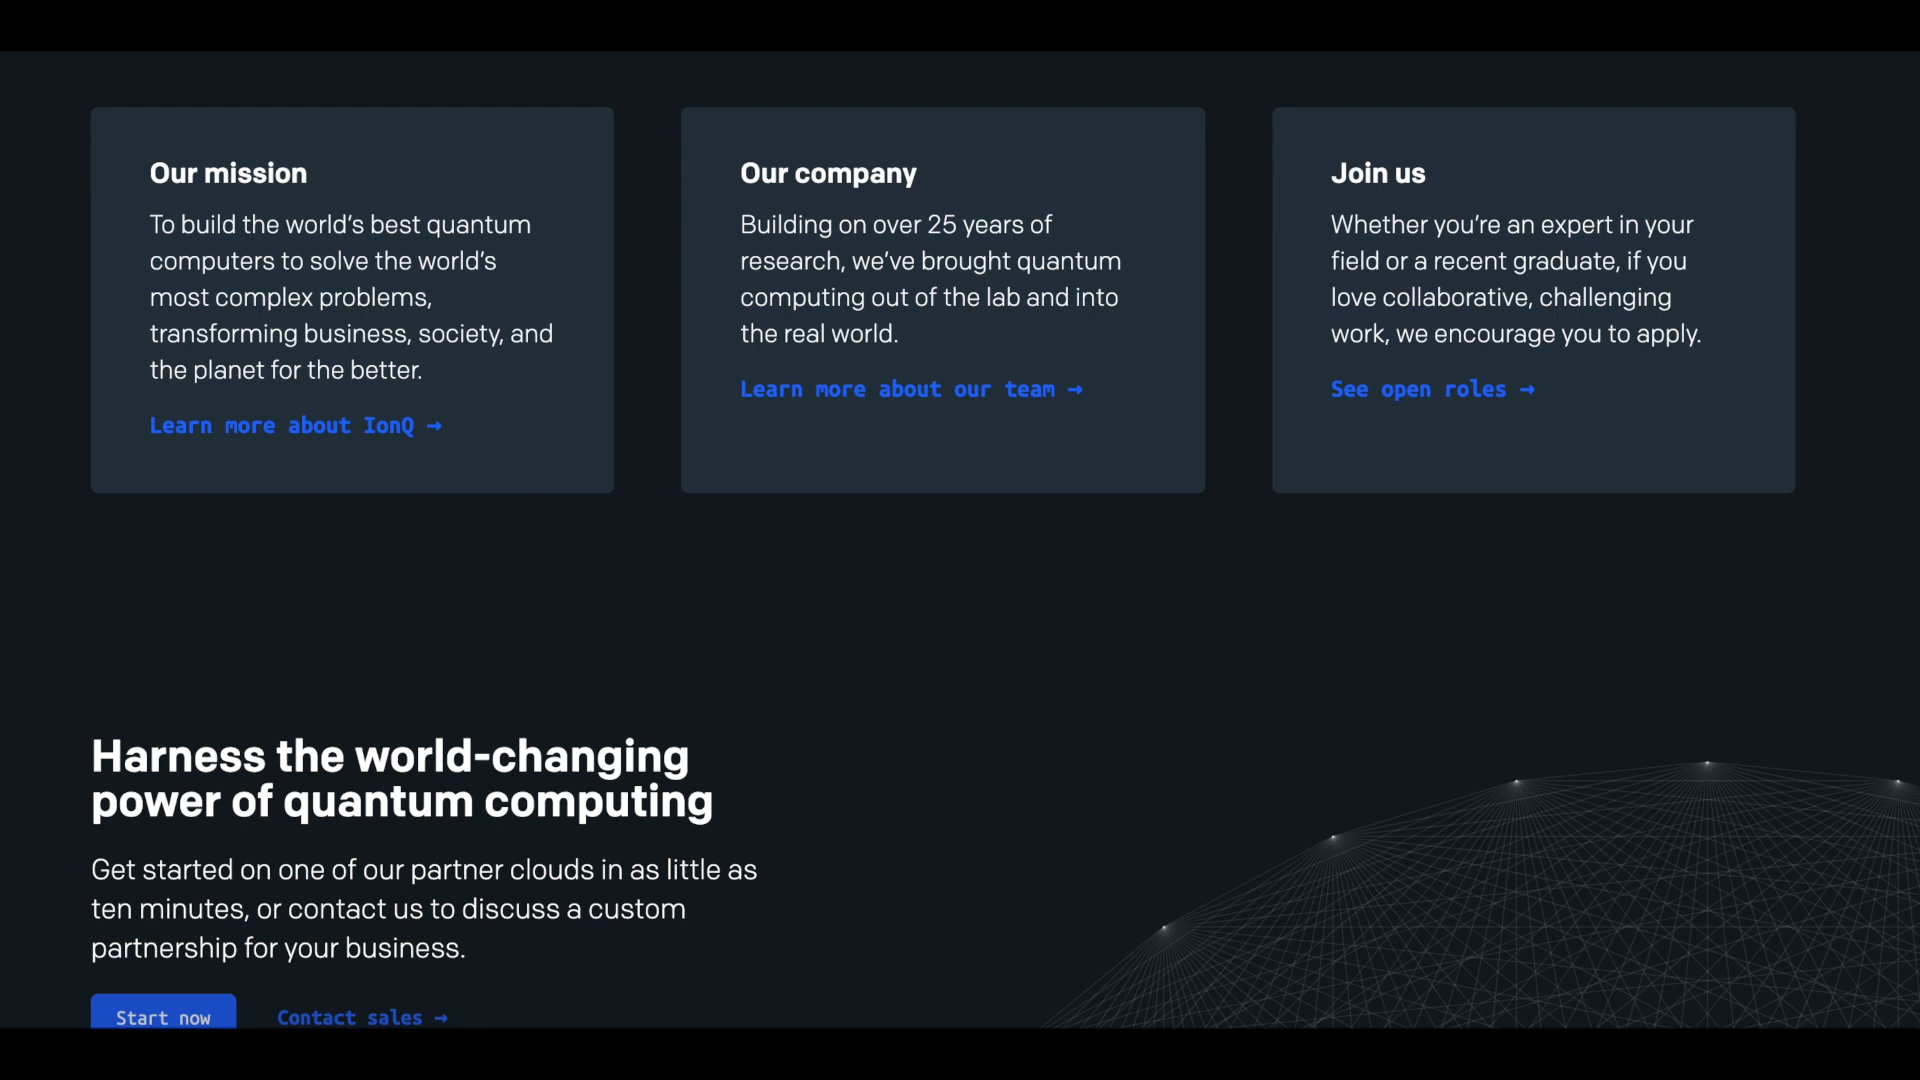 Our mission
To build the world’s best quantum
computers to solve the world’s
most complex problems,
transforming business, society, and
the planet for the better.
Learn more about IonQ →
Our company
Building on over 25 years of
research, we’ve brought quantum
computing out of the lab and into
the real world.
Learn more about our team →
Join us
Whether you’re an expert in your
field or a recent graduate, if you
love collaborative, challenging
work, we encourage you to apply.
See open roles →
Harness the world-changing
power of quantum computing
Get started on one of our partner clouds in as little as
ten minutes, or contact us to discuss a custom
partnership for your business.
Start now
Contact sales →